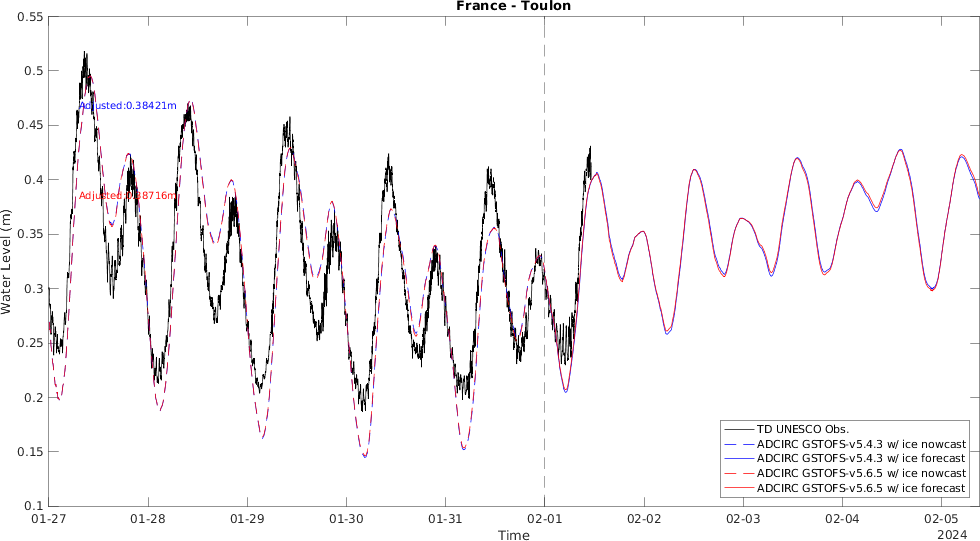 France - Toulon
0.55
0.5
0.45
0.4
0.35
0.3
0.25
0.2
0.15
0.1
Water Level (m)
Adjusted:0.38421m
Adjusted:0.38716m
TD UNESCO Obs.
ADCIRC GSTOFS-v5.4.3 w/ ice nowcast
ADCIRC GSTOFS-v5.4.3 w/ ice forecast
ADCIRC GSTOFS-v5.6.5 w/ ice nowcast
ADCIRC GSTOFS-v5.6.5 w/ ice forecast
01-27 01-28 01-29 01-30 01-31 02-01 02-02 02-03 02-04 02-05
Time
2024